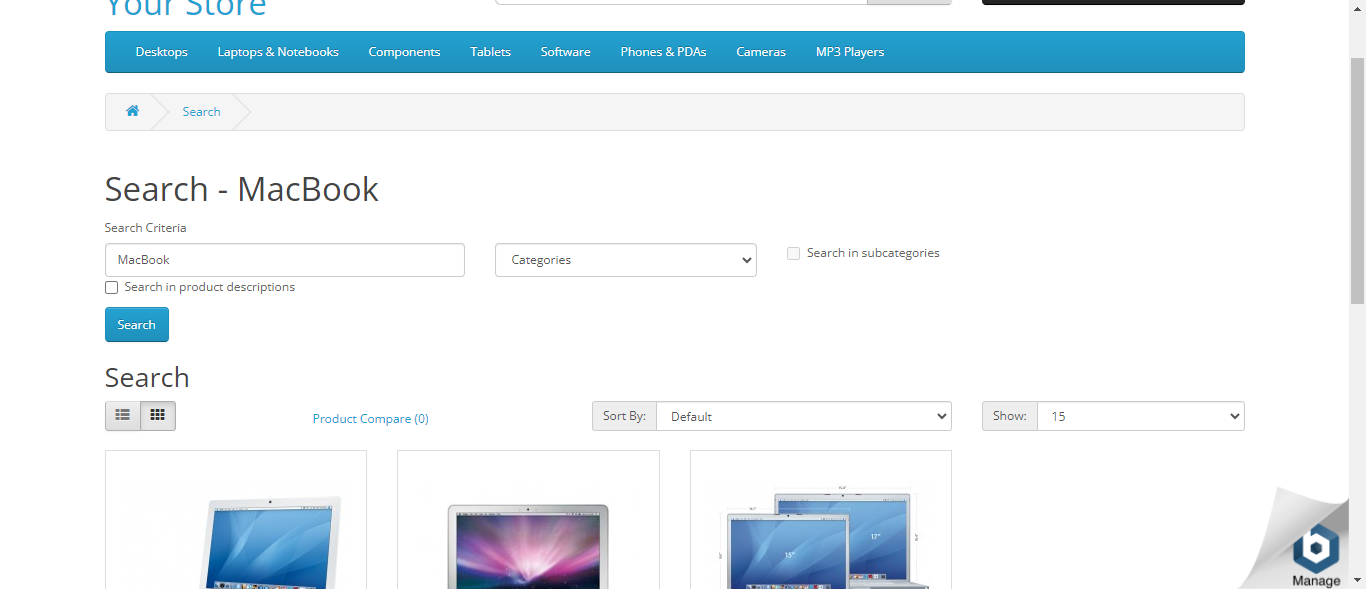 Your Store
Desktops Laptops & Notebooks Components Tablets Software Phones & PDAs Cameras MP3 Players
Search
Search - MacBook
Search Criteria
MacBook
Categories
Search in subcategories
Search in product descriptions
Search
Search
Product Compare (0)
Sort By: Default
Show: 15
15"
17"
Manage